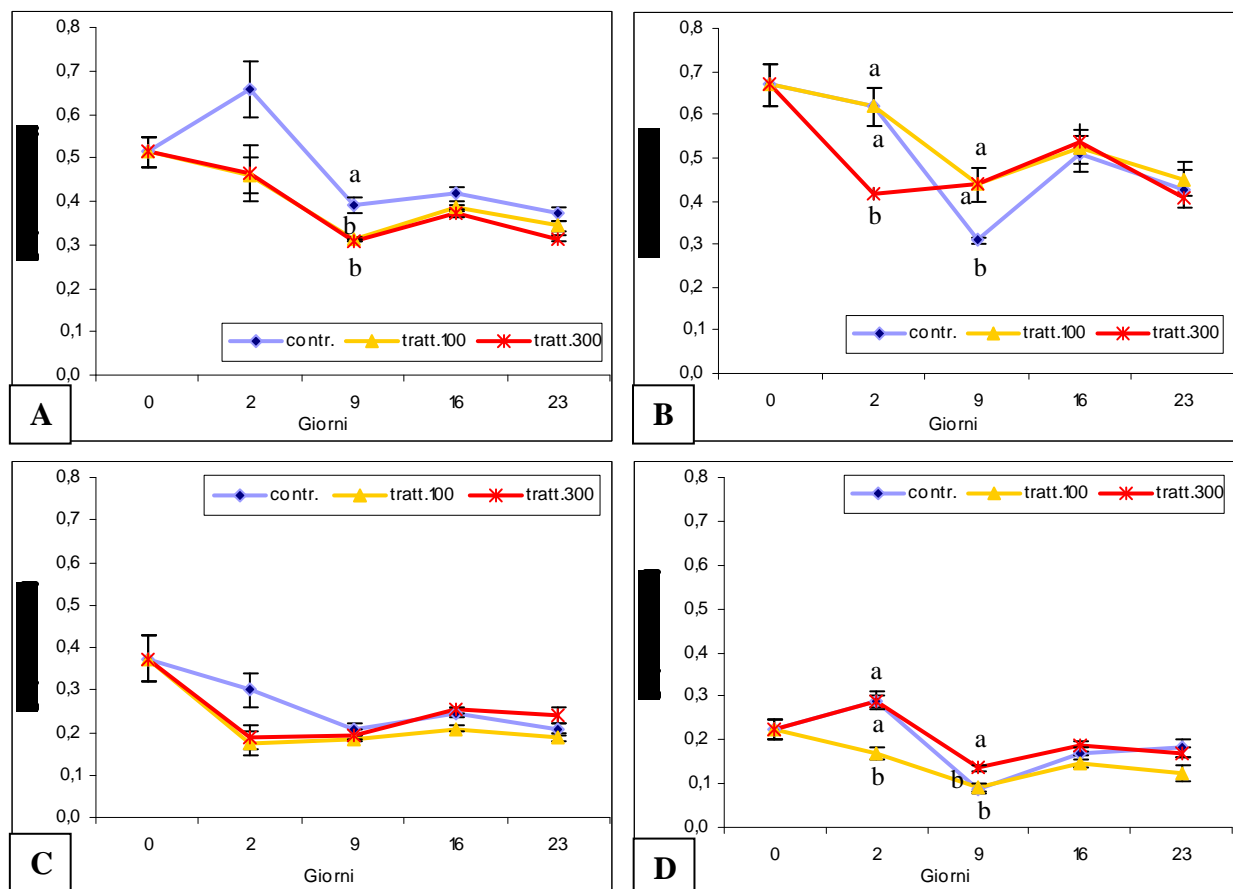 0,8
0,7
0,6
0,5
0,4
0,3
0,2
0,1
0,0
a
b
b
contr. tratt.100 tratt.300
0 2 9 16 23
Giorni
A
0,8
0,7
0,6
0,5
0,4
0,3
0,2
0,1
0,0
a
a
b
a
a
b
contr. tratt.100 tratt.300
0 2 9 16 23
Giorni
B
0,8
0,7
0,6
0,5
0,4
0,3
0,2
0,1
0,0
contr. tratt.100 tratt.300
0 2 9 16 23
Giorni
C
0,8
0,7
0,6
0,5
0,4
0,3
0,2
0,1
0,0
contr. tratt.100 tratt.300
a
a
b
a
b
b
0 2 9 16 23
Giorni
D